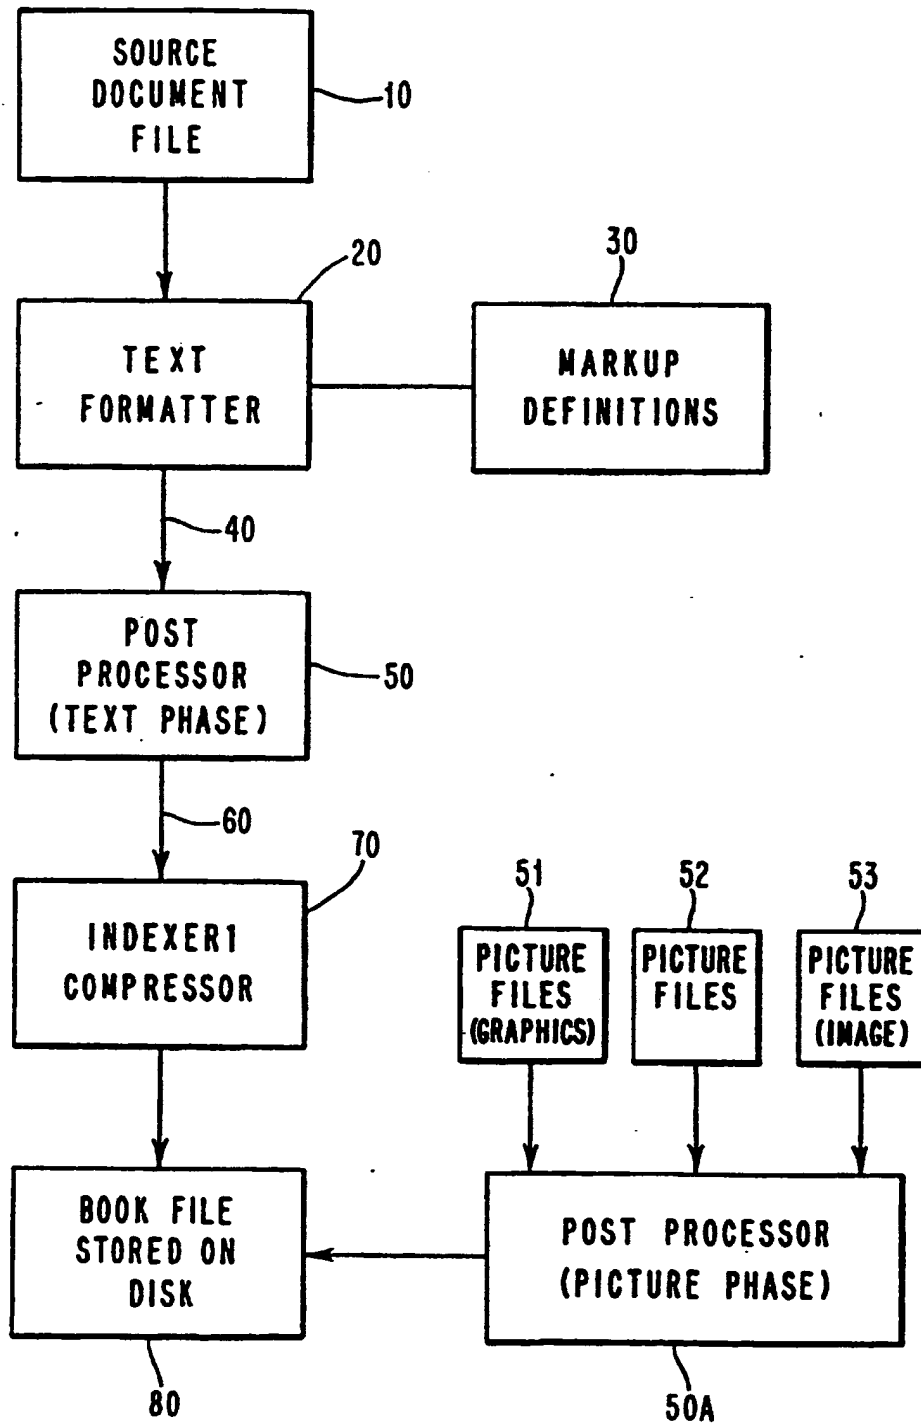 SOURCE
DOCUMENT
FILE
10
20
TEXT
FORMATTER
30
MARKUP
DEFINITIONS
40
POST
PROCESSOR
(TEXT PHASE)
50
60
70
INDEXER1
COMPRESSOR
51
PICTURE
FILES
(GRAPHICS)
52
PICTURE
FILES
53
PICTURE
FILES
(IMAGE)
BOOK FILE
STORED ON
DISK
80
POST PROCESSOR
(PICTURE PHASE)
50A